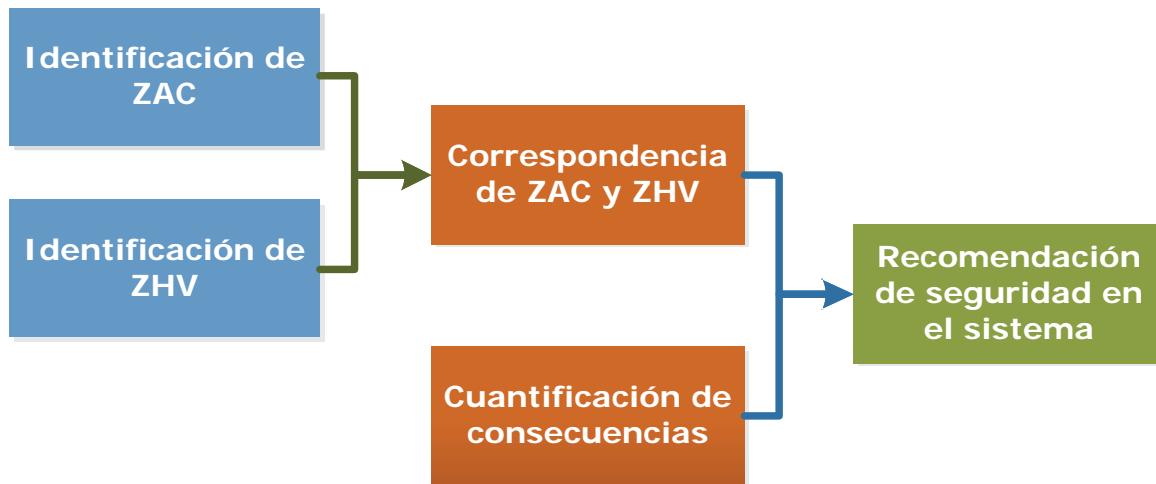 Identificación de
ZAC
Identificación de
ZHV
Correspondencia
de ZAC y ZHV
Cuantificación de
consecuencias
Recomendación
de seguridad en
el sistema